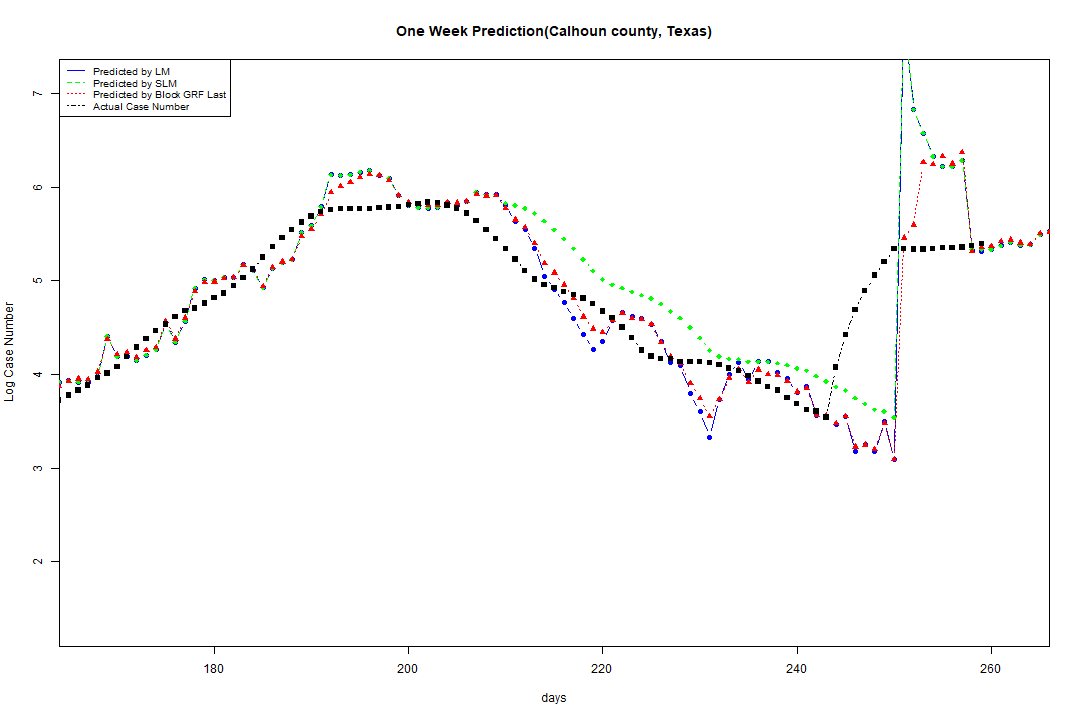 One Week Prediction(Calhoun county, Texas)
Predicted by LM
Predicted by SLM
Predicted by Block GRF Last
Actual Case Number
7
6
5
4
3
2
Log Case Number
180 200 220 240 260
days